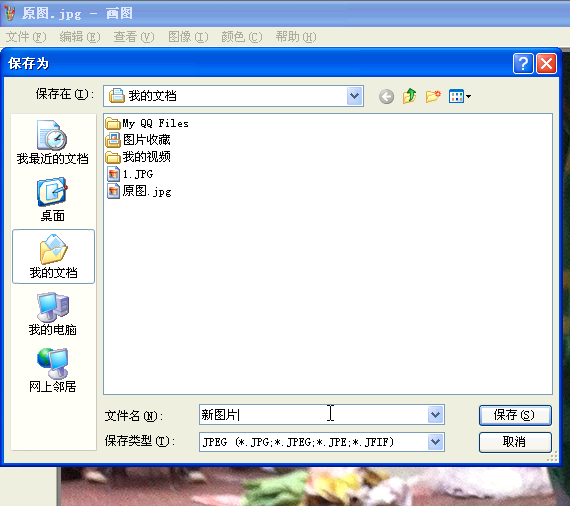 原图.jpg - 画图
文件(F) 编辑(E) 查看(V) 图像(I) 颜色(C) 帮助(H)
保存为
保存在(I): 我的文档
我最近的文档
桌面
我的文档
我的电脑
网上邻居
My QQ Files
图片收藏
我的视频
1.JPG
原图.jpg
文件名(N): 新图片 保存(S)
保存类型(T): JPEG (*.JPG;*.JPEG;*.JPE;*.JFIF) 取消